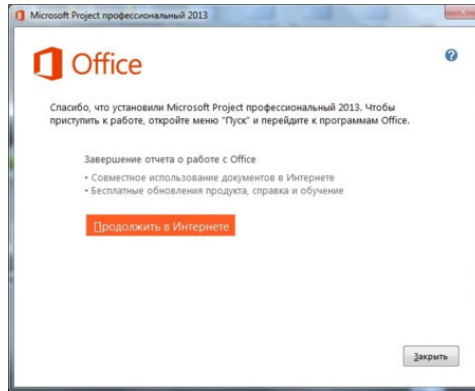 Microsoft Project профессиональный 2013
Office
Спасибо, что установили Microsoft Project профессиональный 2013. Чтобы
приступить к работе, откройте меню "Пуск" и перейдите к программам Office.
Завершение отчета о работе с Office
• Совместное использование документов в Интернете
• Бесплатные обновления продукта, справка и обучение
Продолжить в Интернете
Закрыть